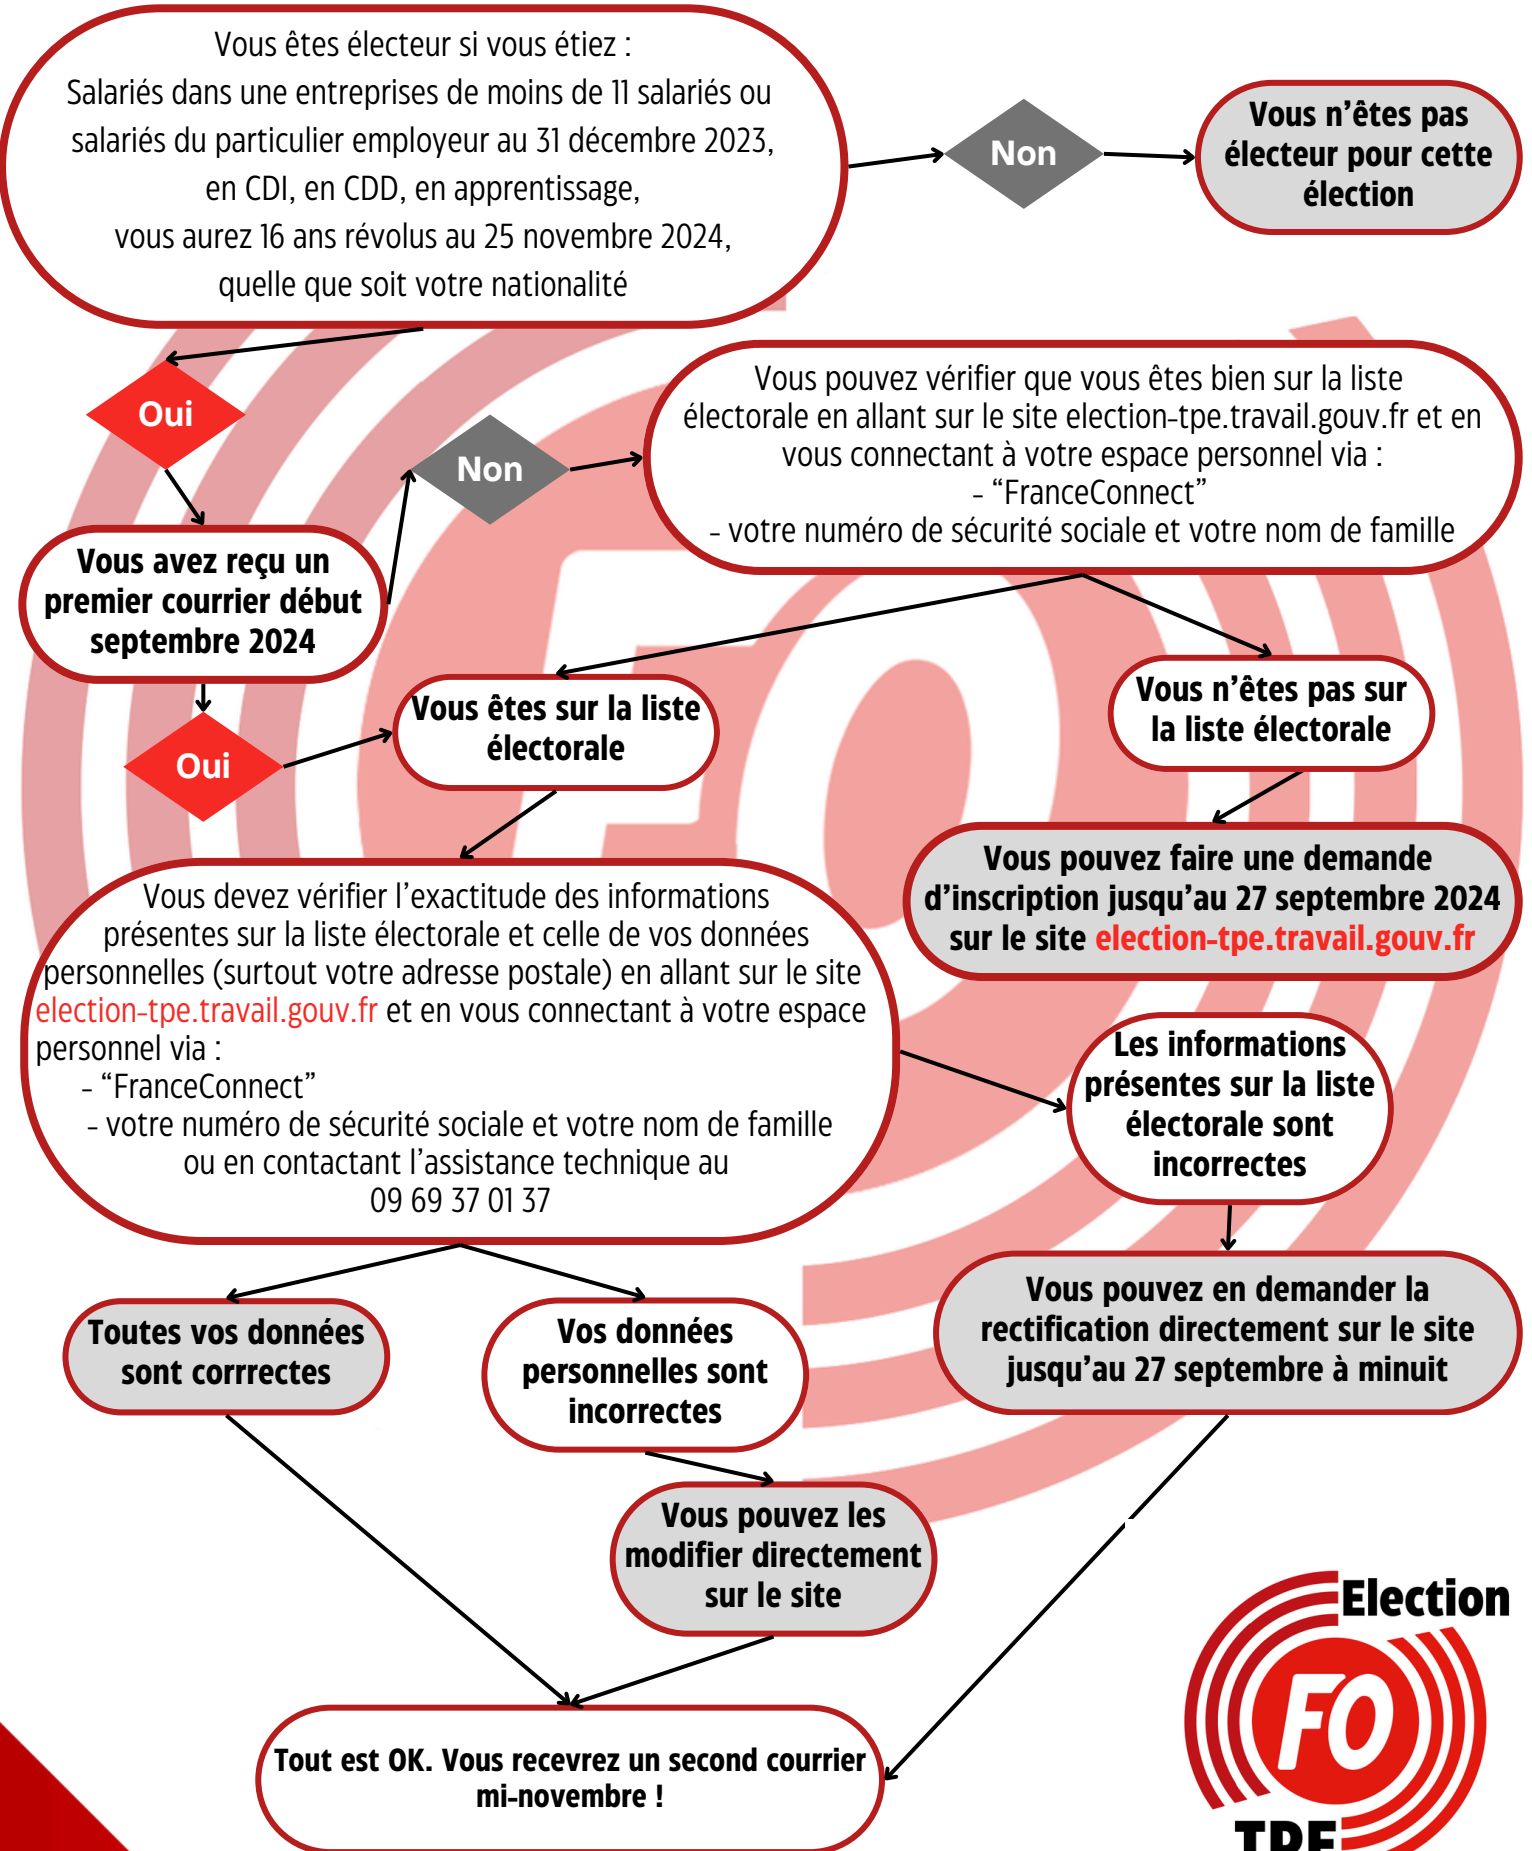 Vous êtes électeur si vous étiez :
Salariés dans une entreprises de moins de 11 salariés ou
salariés du particulier employeur au 31 décembre 2023,
en CDI, en CDD, en apprentissage,
vous aurez 16 ans révolus au 25 novembre 2024,
quelle que soit votre nationalité
Non
Vous n'êtes pas
électeur pour cette
élection
Oui
Non
Vous pouvez vérifier que vous êtes bien sur la liste
électorale en allant sur le site election-tpe.travail.gouv.fr et en
vous connectant à votre espace personnel via :
- “FranceConnect”
- votre numéro de sécurité sociale et votre nom de famille
Vous avez reçu un
premier courrier début
septembre 2024
Oui
Vous êtes sur la liste
électorale
Vous n'êtes pas sur
la liste électorale
Vous pouvez faire une demande
d'inscription jusqu'au 27 septembre 2024
sur le site election-tpe.travail.gouv.fr
Vous devez vérifier l'exactitude des informations
présentes sur la liste électorale et celle de vos données
personnelles (surtout votre adresse postale) en allant sur le site
election-tpe.travail.gouv.fr et en vous connectant à votre espace
personnel via :
- “FranceConnect”
- votre numéro de sécurité sociale et votre nom de famille
ou en contactant l'assistance technique au
09 69 37 01 37
Les informations
présentes sur la liste
électorale sont
incorrectes
Vous pouvez en demander la
rectification directement sur le site
jusqu'au 27 septembre à minuit
Toutes vos données
sont corrrectes
Vos données
personnelles sont
incorrectes
Vous pouvez les
modifier directement
sur le site
Tout est OK. Vous recevrez un second courrier
mi-novembre !
Election
FO
TPE